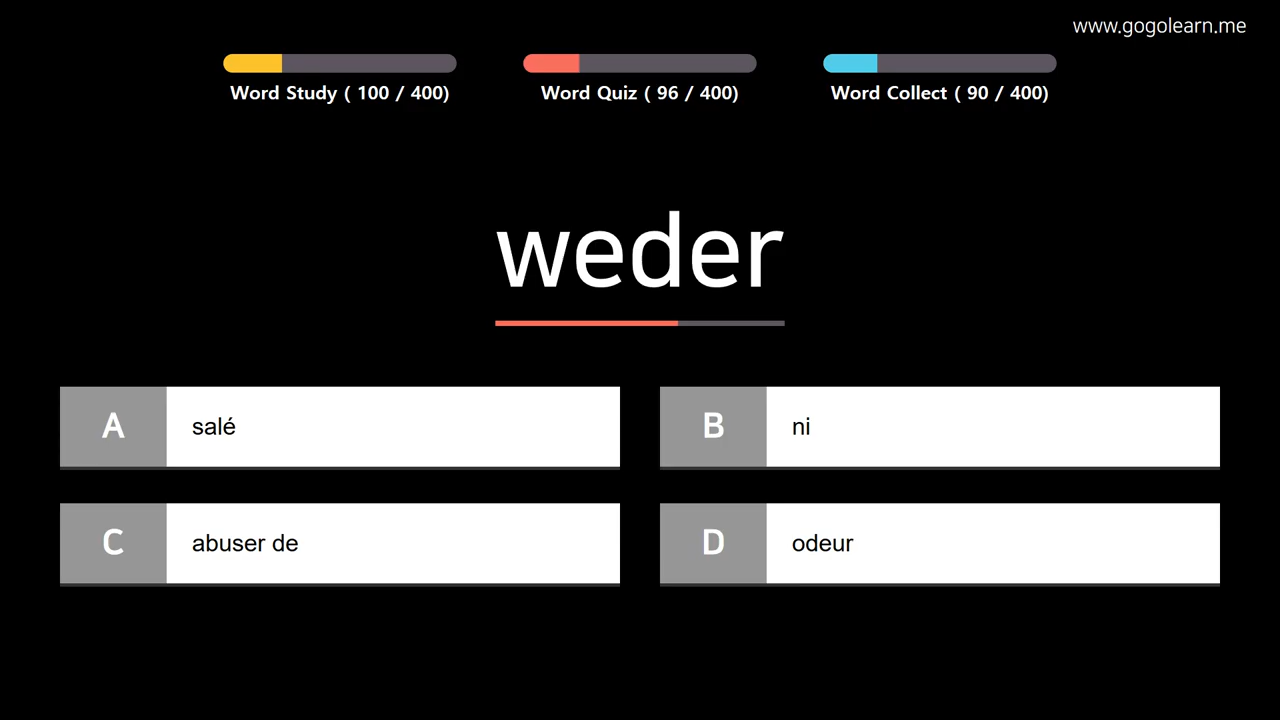 www.gogolearn.me
Word Study ( 100 / 400)
Word Quiz ( 96 / 400)
Word Collect ( 90 / 400)
weder
A salé
B ni
C abuser de
D odeur